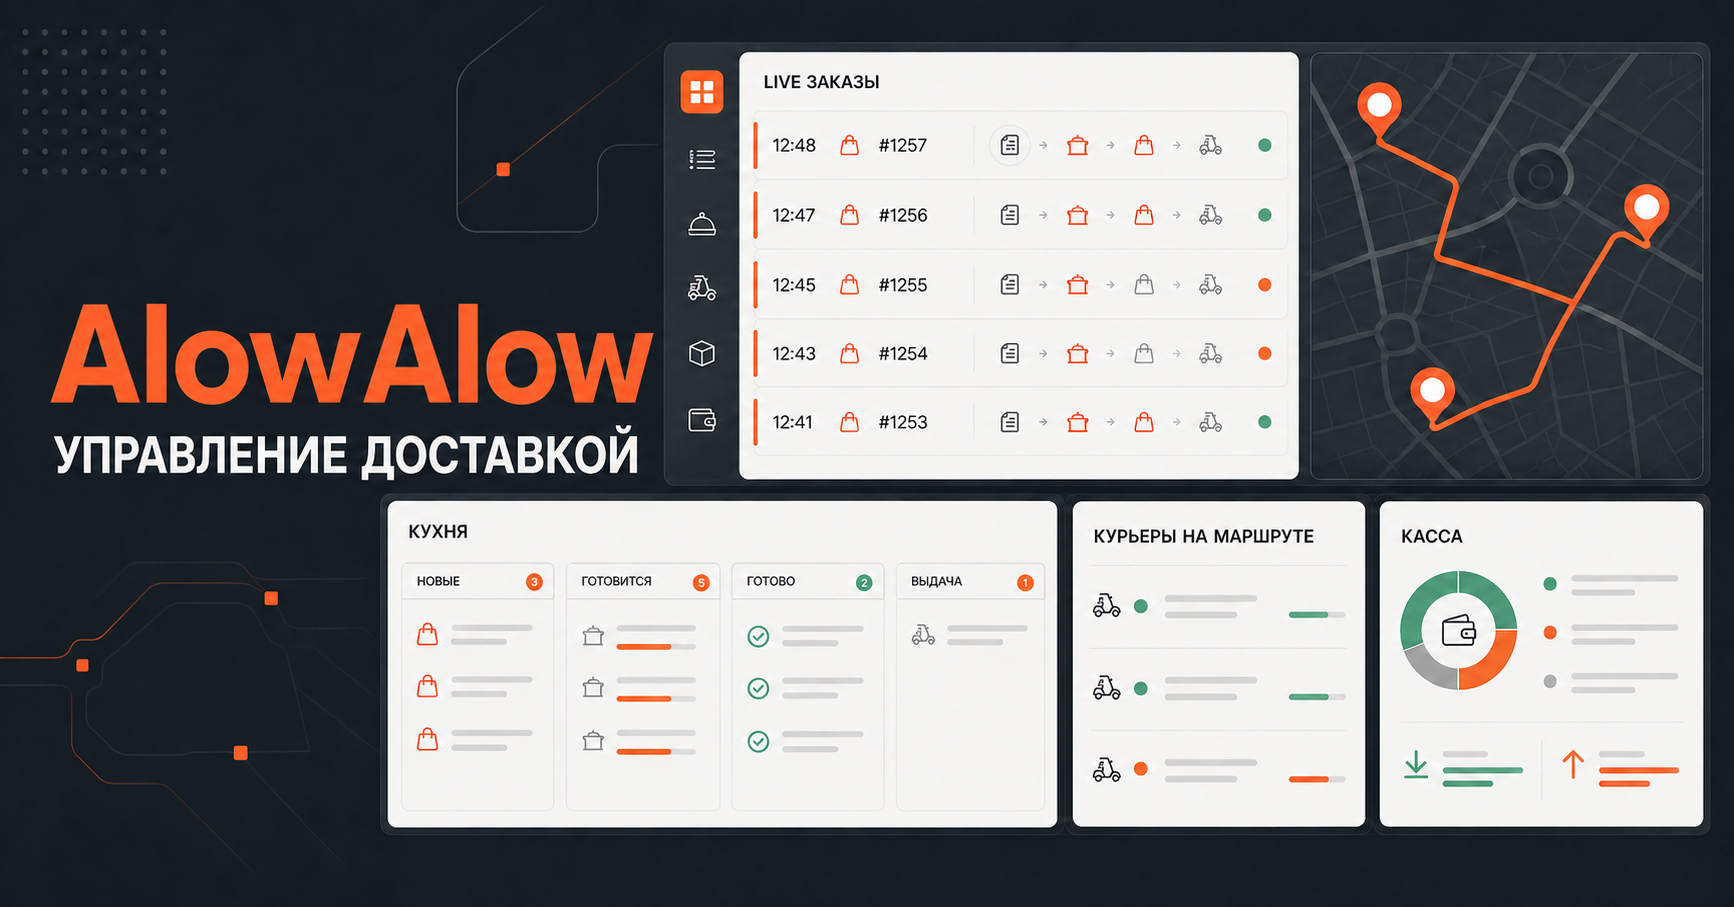 AlowAlow
УПРАВЛЕНИЕ ДОСТАВКОЙ
LIVE ЗАКАЗЫ
12:48 #1257
12:47 #1256
12:45 #1255
12:43 #1254
12:41 #1253
КУХНЯ
НОВЫЕ 3
ГОТОВИТСЯ 5
ГОТОВО 2
ВЫДАЧА 1
КУРЬЕРЫ НА МАРШРУТЕ
КАССА